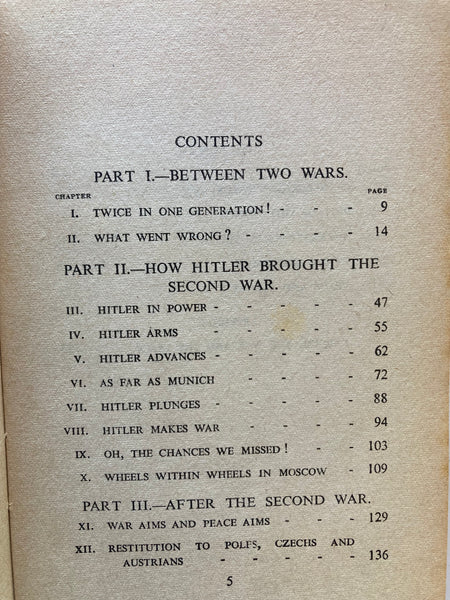 CONTENTS
PART I.—BETWEEN TWO WARS.
CHAPTER PAGE
I. TWICE IN ONE GENERATION! - - - 9
II. WHAT WENT WRONG? - - - - 14
PART II.—HOW HITLER BROUGHT THE
SECOND WAR.
III. HITLER IN POWER - - - - - 47
IV. HITLER ARMS - - - - 55
V. HITLER ADVANCES - - - - - 62
VI. AS FAR AS MUNICH - - - - 72
VII. HITLER PLUNGES - - - - 88
VIII. HITLER MAKES WAR - - - - 94
IX. OH, THE CHANCES WE MISSED! - - - 103
X. WHEELS WITHIN WHEELS IN MOSCOW - - 109
PART III.—AFTER THE SECOND WAR.
XI. WAR AIMS AND PEACE AIMS - - - 129
XII. RESTITUTION TO POLES, CZECHS AND
AUSTRIANS - - - - - 136
5